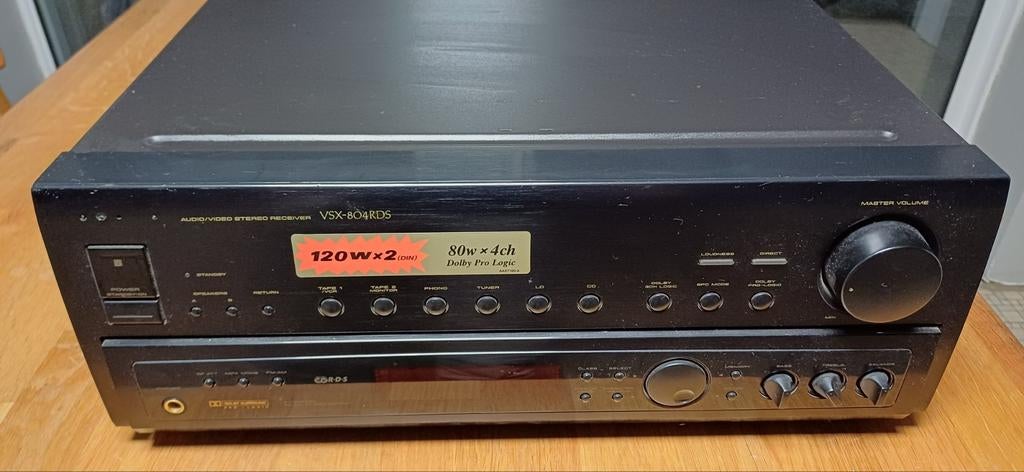 MASTER VOLUME
AUDIO/VIDEO STEREO RECEIVER VSX-804RDS
120W×2 (DIN)
80w×4ch
Dolby Pro Logic
LOUDNESS DIRECT
STANDBY
POWER
SPEAKERS RETURN
A B
TAPE 1 /VCR
TAPE 2 MONITOR
PHONO
TUNER
LD
CD
DOLBY 3CH LOGIC
SFC MODE
DOLBY PRO-LOGIC
MIN
R·D·S
CLASS SELECT
MEMORY
BASS
TREBLE
BALANCE